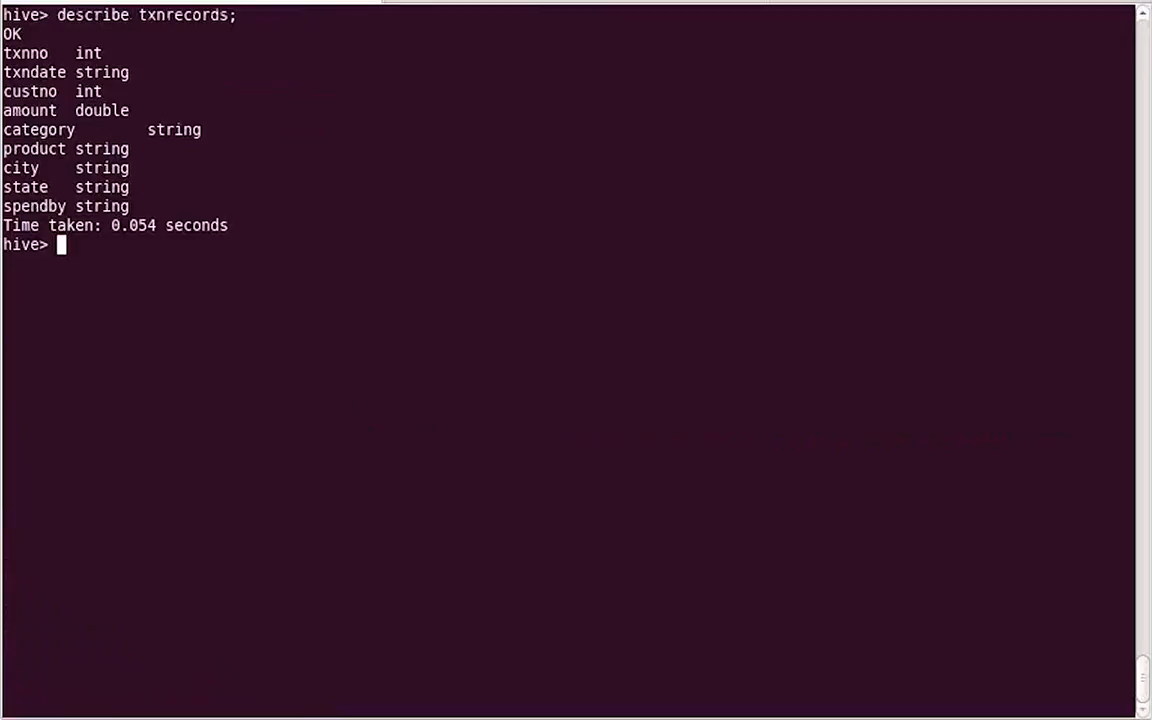 hive> describe txnrecords;
OK
txnno   int
txndate string
custno  int
amount  double
category        string
product string
city    string
state   string
spendby string
Time taken: 0.054 seconds
hive>